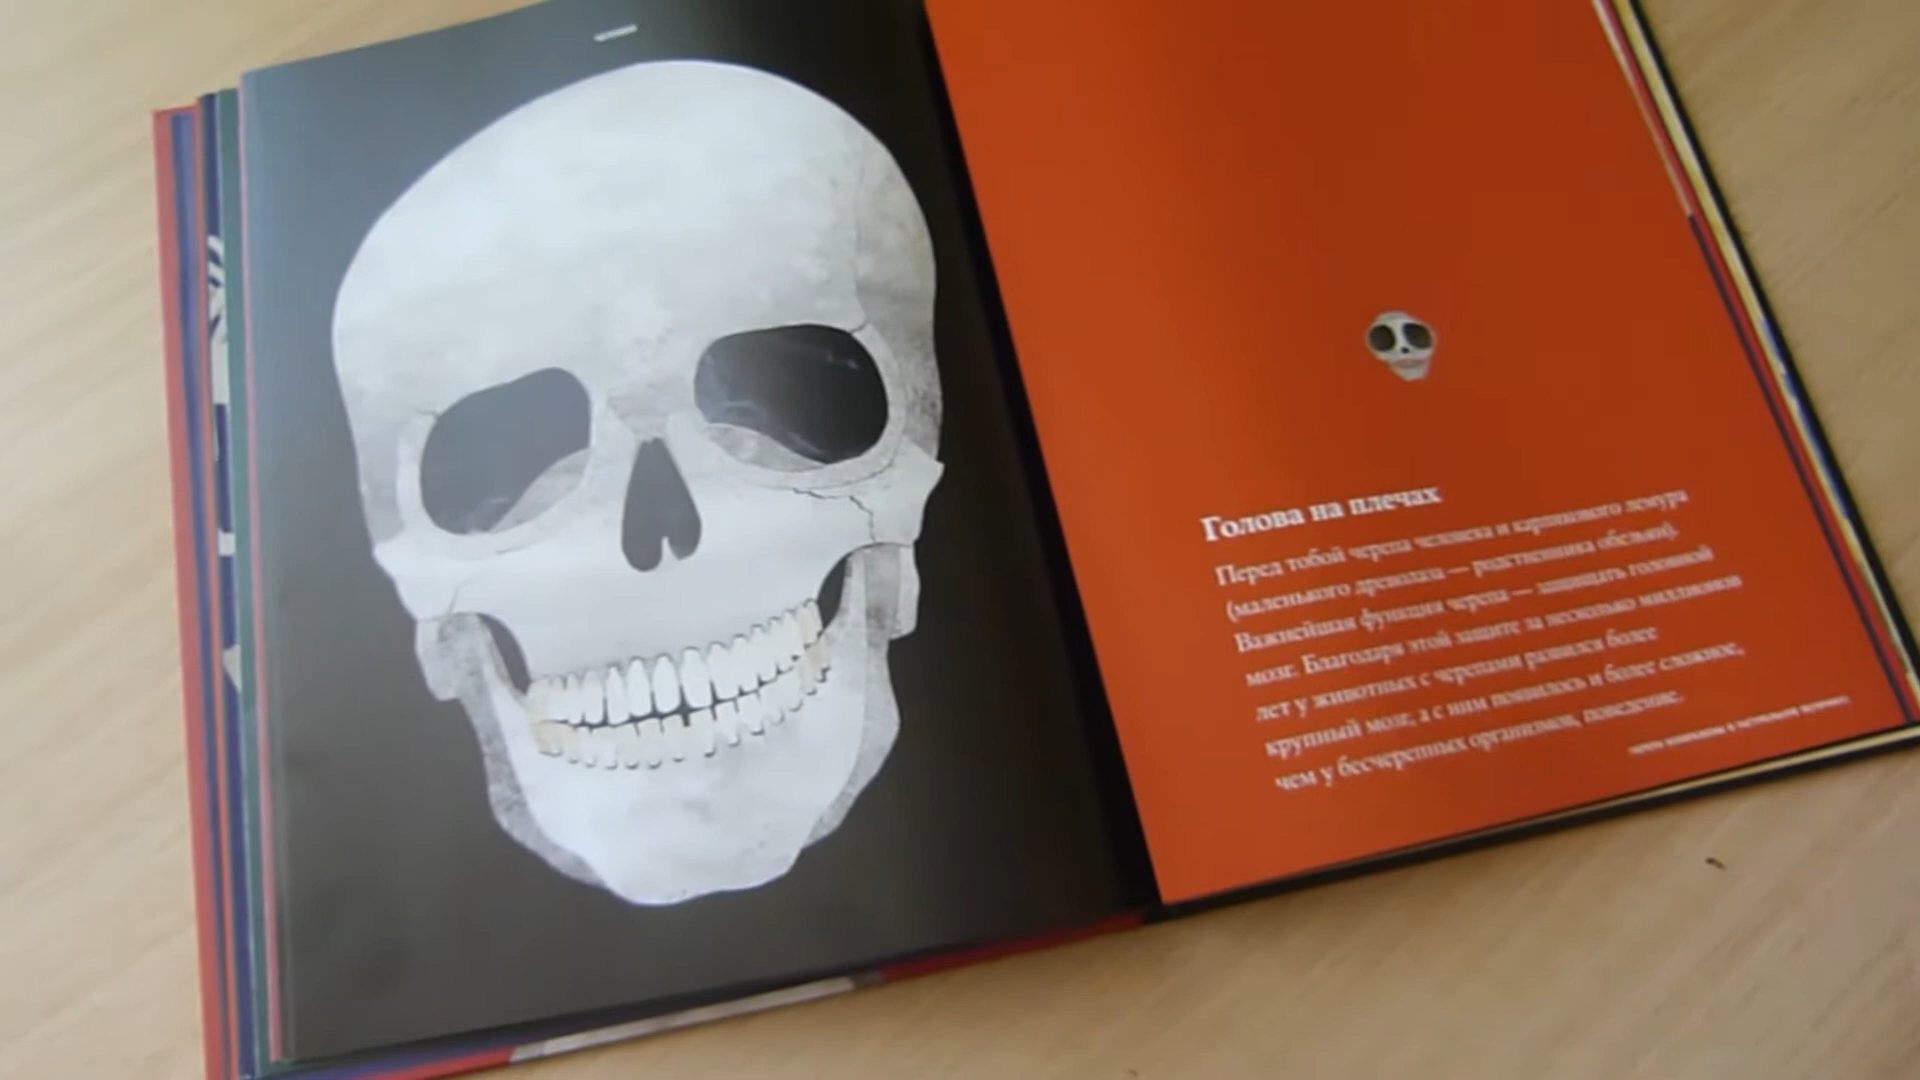 Голова на плечах
Перед тобой черепа человека и карликового лемура
(маленького древолаза — родственника обезьян).
Важнейшая функция черепа — защищать головной
мозг. Благодаря этой защите за несколько миллионов
лет у животных с черепами развился более
крупный мозг, а с ним появилось и более сложное,
чем у бесчерепных организмов, поведение.